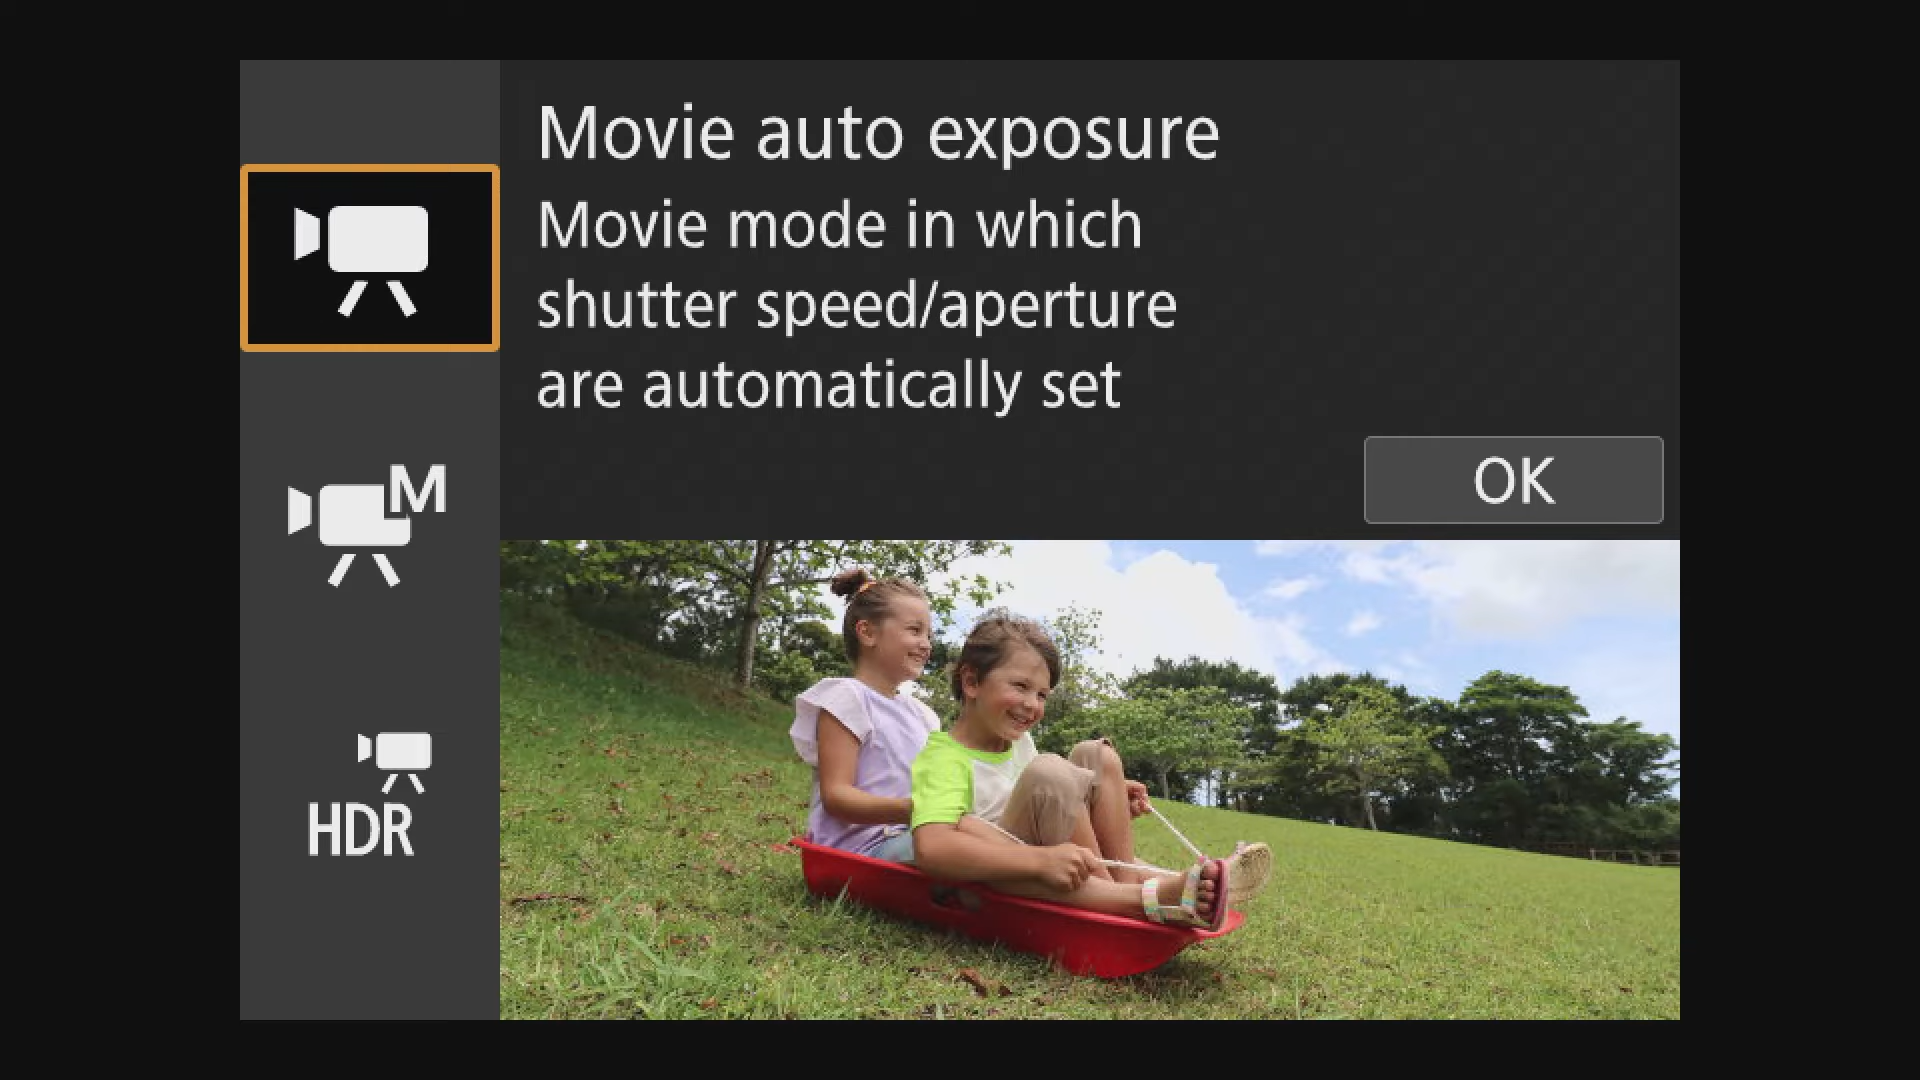 Movie auto exposure
Movie mode in which
shutter speed/aperture
are automatically set
OK
M
HDR